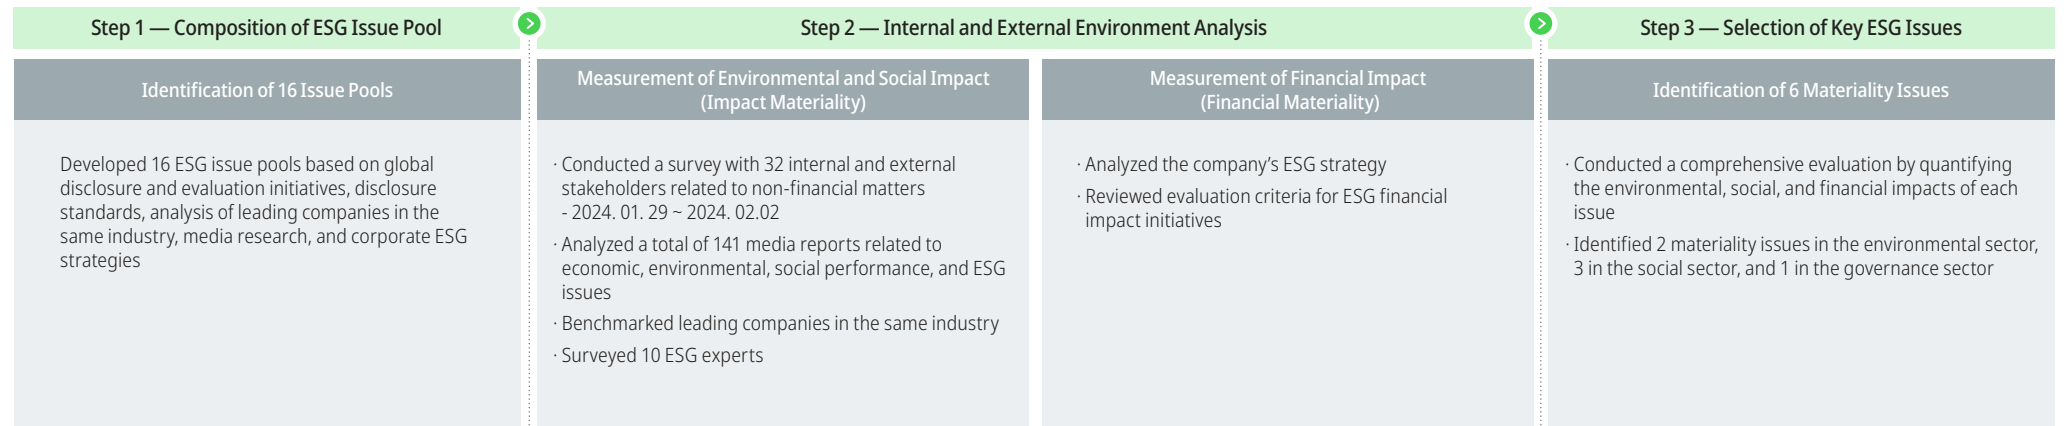 Step 1 — Composition of ESG Issue Pool
Identification of 16 Issue Pools
Developed 16 ESG issue pools based on global
disclosure and evaluation initiatives, disclosure
standards, analysis of leading companies in the
same industry, media research, and corporate ESG
strategies
Step 2 — Internal and External Environment Analysis
Measurement of Environmental and Social Impact
(Impact Materiality)
· Conducted a survey with 32 internal and external
stakeholders related to non-financial matters
- 2024. 01. 29 ~ 2024. 02.02
· Analyzed a total of 141 media reports related to
economic, environmental, social performance, and ESG
issues
· Benchmarked leading companies in the same industry
· Surveyed 10 ESG experts
Measurement of Financial Impact
(Financial Materiality)
· Analyzed the company’s ESG strategy
· Reviewed evaluation criteria for ESG financial
impact initiatives
Step 3 — Selection of Key ESG Issues
Identification of 6 Materiality Issues
· Conducted a comprehensive evaluation by quantifying
the environmental, social, and financial impacts of each
issue
· Identified 2 materiality issues in the environmental sector,
3 in the social sector, and 1 in the governance sector